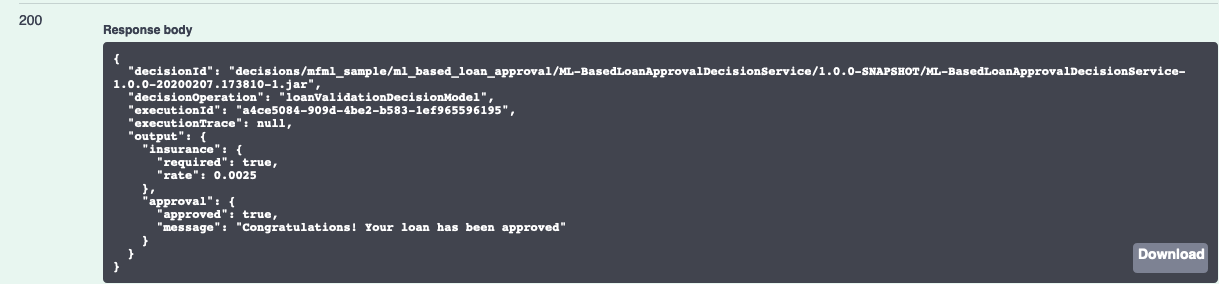 200
Response body
{
  "decisionId": "decisions/mfml_sample/ml_based_loan_approval/ML-BasedLoanApprovalDecisionService/1.0.0-SNAPSHOT/ML-BasedLoanApprovalDecisionService-
1.0.0-20200207.173810-1.jar",
  "decisionOperation": "loanValidationDecisionModel",
  "executionId": "a4ce5084-909d-4be2-b583-1ef965596195",
  "executionTrace": null,
  "output": {
    "insurance": {
      "required": true,
      "rate": 0.0025
    },
    "approval": {
      "approved": true,
      "message": "Congratulations! Your loan has been approved"
    }
  }
}
Download